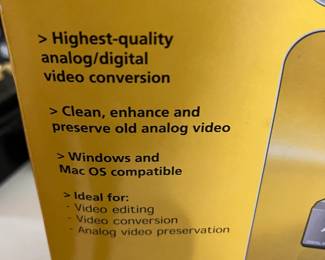 > Highest-quality
analog/digital
video conversion
> Clean, enhance and
preserve old analog video
> Windows and
Mac OS compatible
> Ideal for:
- Video editing
- Video conversion
- Analog video preservation